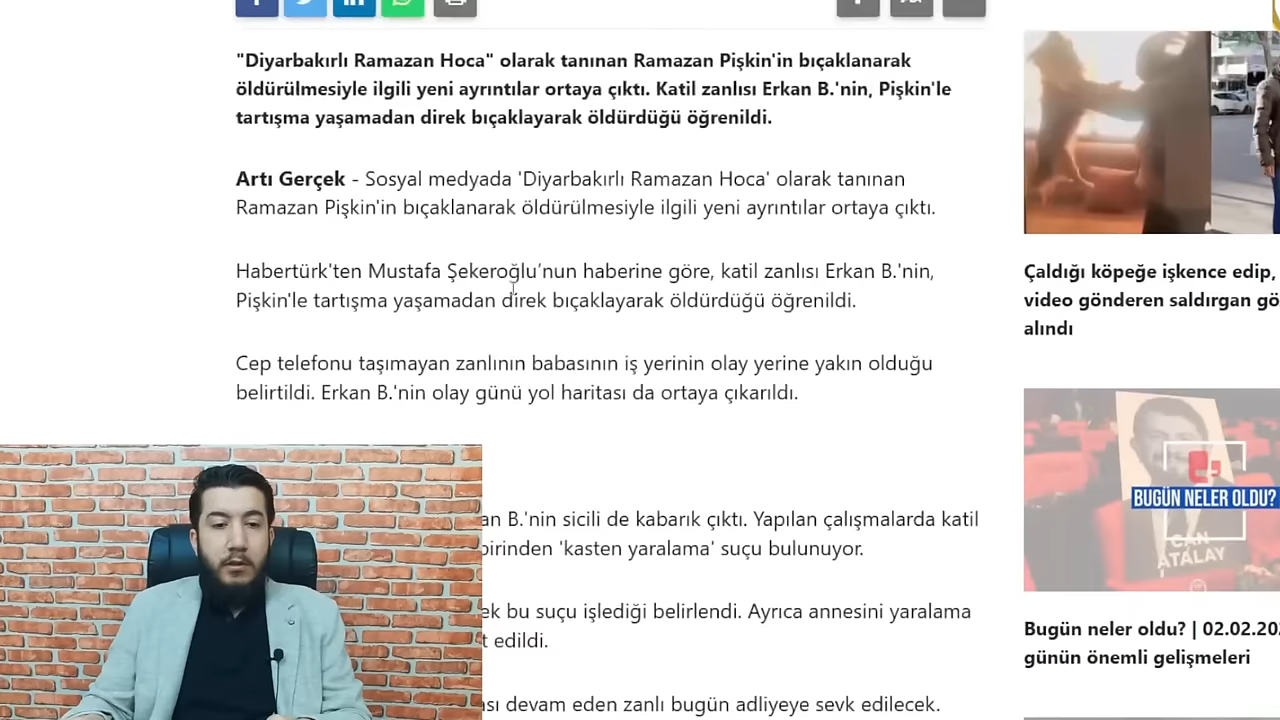 "Diyarbakırlı Ramazan Hoca" olarak tanınan Ramazan Pişkin'in bıçaklanarak
öldürülmesiyle ilgili yeni ayrıntılar ortaya çıktı. Katil zanlısı Erkan B.'nin, Pişkin'le
tartışma yaşamadan direk bıçaklayarak öldürdüğü öğrenildi.
Artı Gerçek - Sosyal medyada 'Diyarbakırlı Ramazan Hoca' olarak tanınan
Ramazan Pişkin'in bıçaklanarak öldürülmesiyle ilgili yeni ayrıntılar ortaya çıktı.
Habertürk'ten Mustafa Şekeroğlu’nun haberine göre, katil zanlısı Erkan B.'nin,
Pişkin'le tartışma yaşamadan direk bıçaklayarak öldürdüğü öğrenildi.
Cep telefonu taşımayan zanlının babasının iş yerinin olay yerine yakın olduğu
belirtildi. Erkan B.'nin olay günü yol haritası da ortaya çıkarıldı.
B.'nin sicili de kabarık çıktı. Yapılan çalışmalarda katil
birinden 'kasten yaralama' suçu bulunuyor.
bu suçu işlediği belirlendi. Ayrıca annesini yaralama
edildi.
devam eden zanlı bugün adliyeye sevk edilecek.
Çaldığı köpeğe işkence edip,
video gönderen saldırgan gö
alındı
BUGÜN NELER OLDU?
CAN
ATALAY
Bugün neler oldu? | 02.02.20
günün önemli gelişmeleri